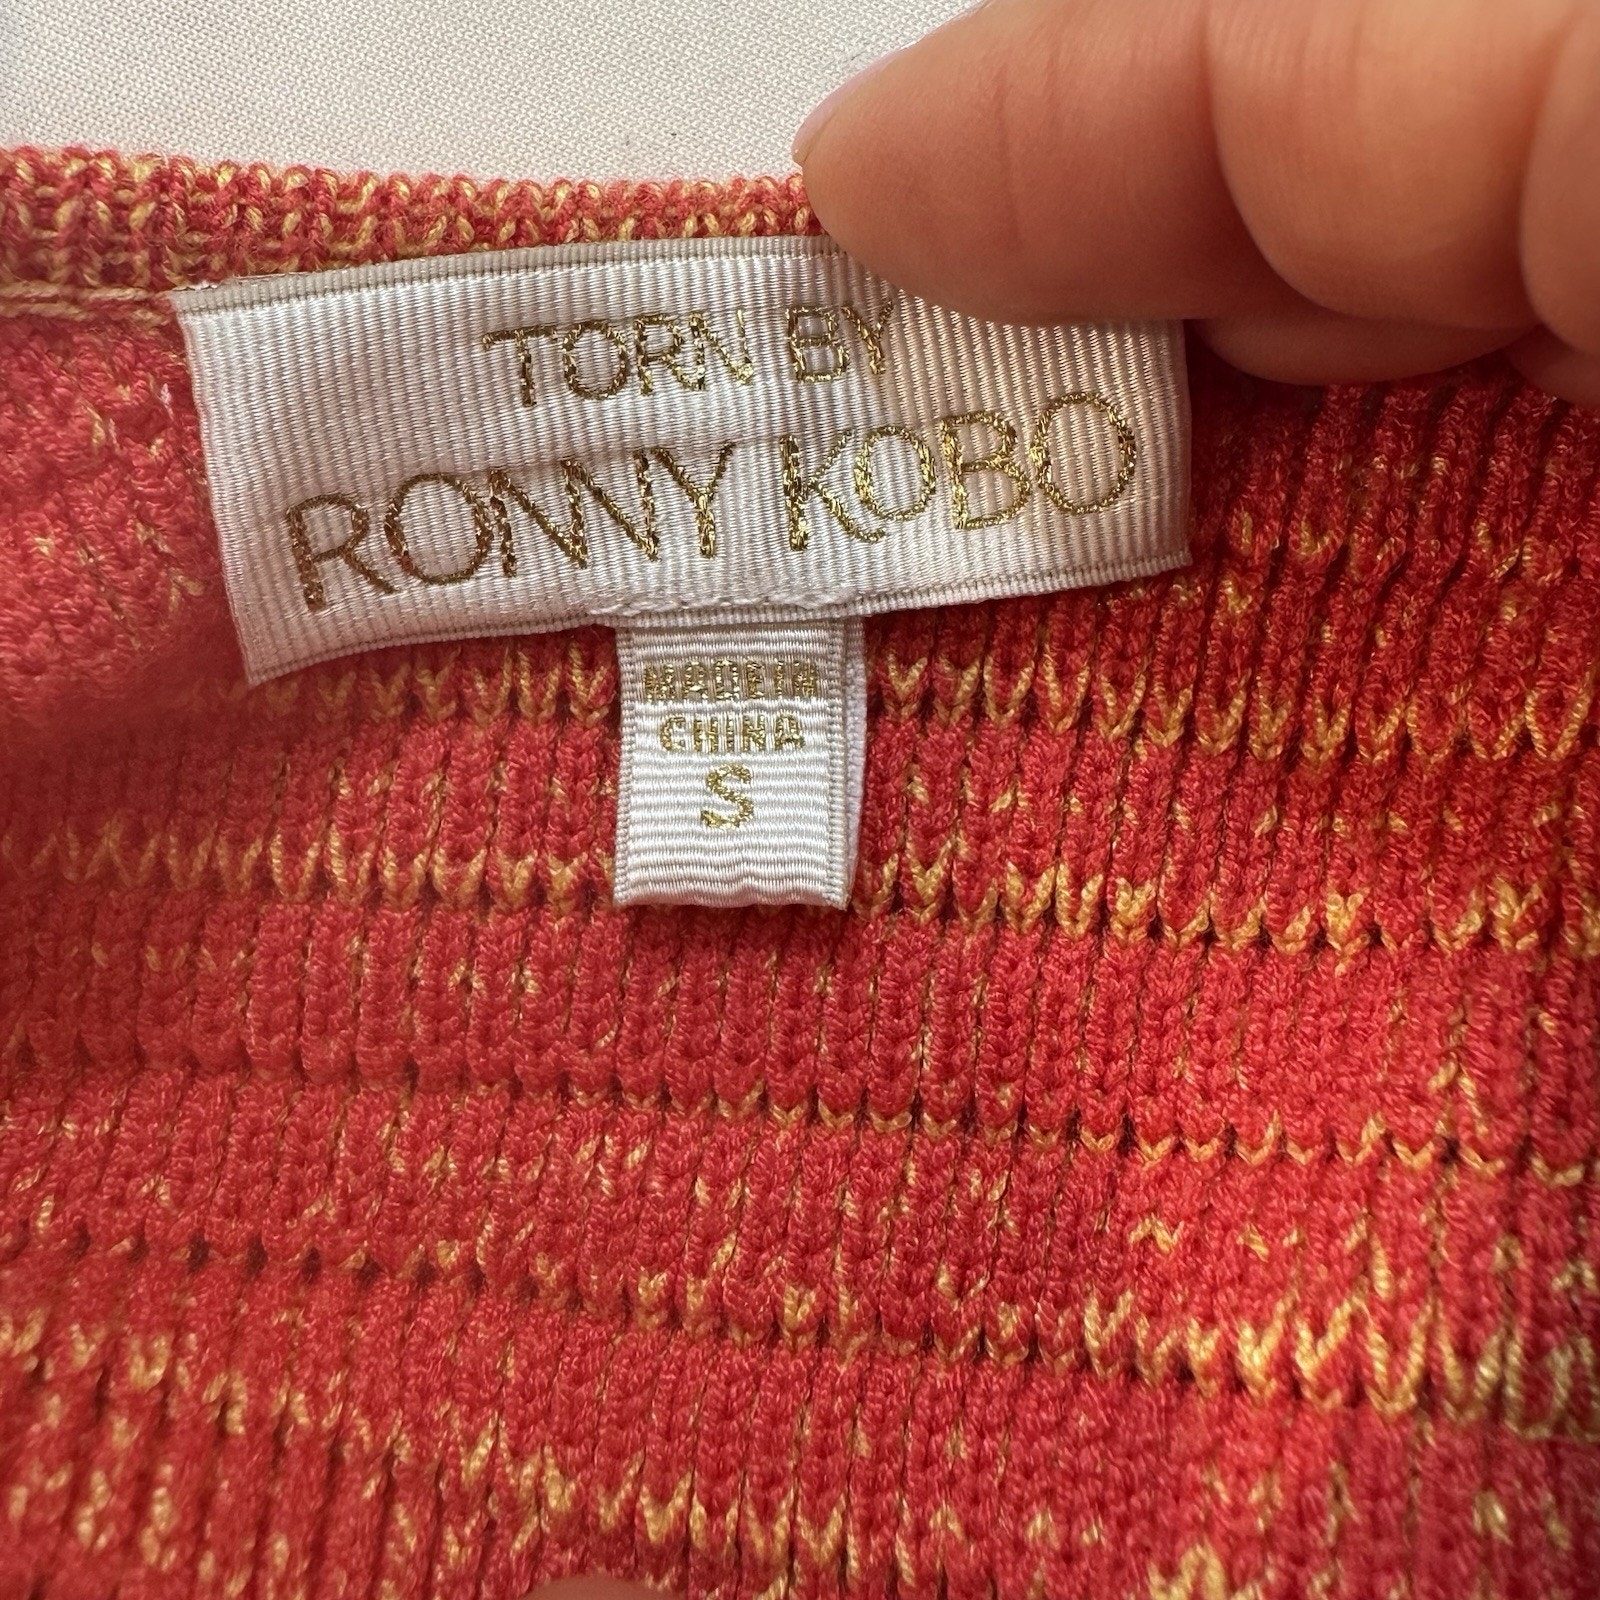 TORN BY
RONNY KOBO
MADE IN
CHINA
S